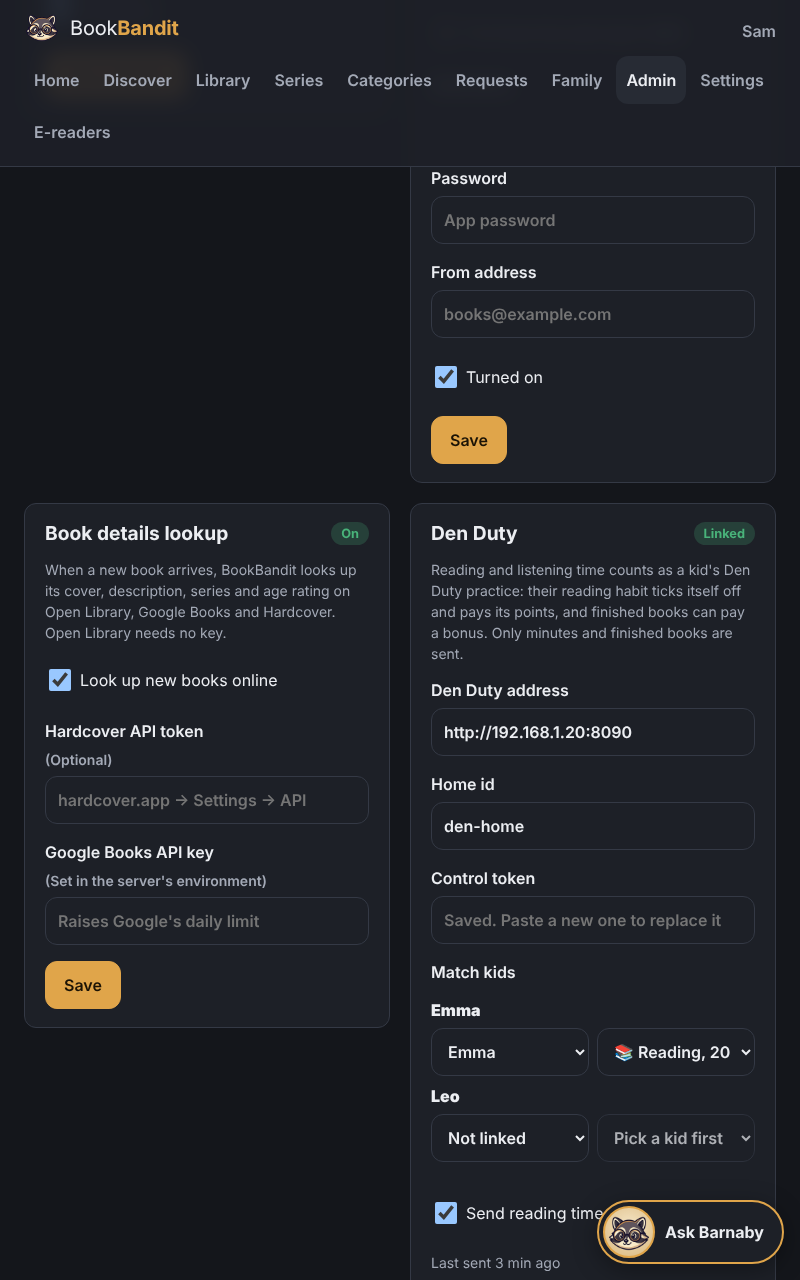 BookBandit
Sam
Home
Discover
Library
Series
Categories
Requests
Family
Admin
Settings
E-readers
Password
App password
From address
books@example.com
Turned on
Save
Book details lookup
On
When a new book arrives, BookBandit looks up
its cover, description, series and age rating on
Open Library, Google Books and Hardcover.
Open Library needs no key.
Look up new books online
Hardcover API token
(Optional)
hardcover.app → Settings → API
Google Books API key
(Set in the server's environment)
Raises Google's daily limit
Save
Den Duty
Linked
Reading and listening time counts as a kid's Den
Duty practice: their reading habit ticks itself off
and pays its points, and finished books can pay
a bonus. Only minutes and finished books are
sent.
Den Duty address
http://192.168.1.20:8090
Home id
den-home
Control token
Saved. Paste a new one to replace it
Match kids
Emma
Emma
📚 Reading, 20
Leo
Not linked
Pick a kid first
Send reading time
Last sent 3 min ago
Ask Barnaby